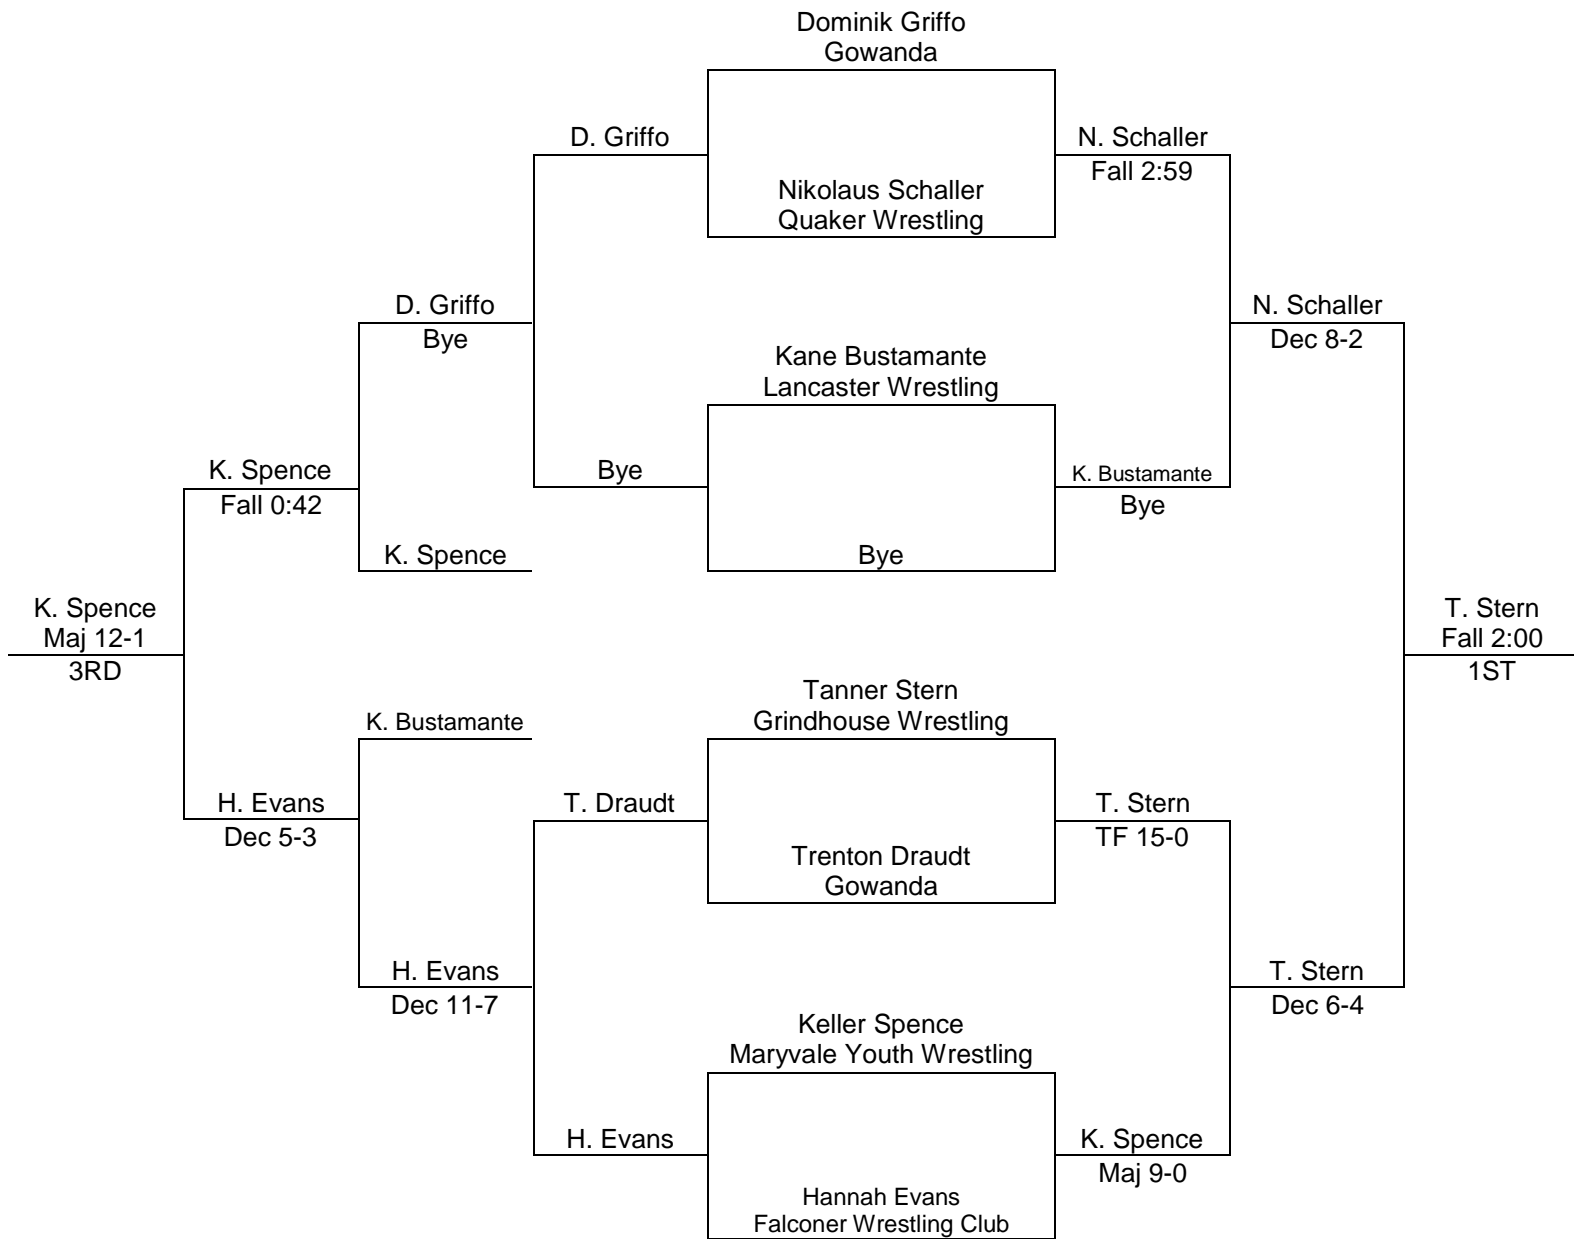 Dominik Griffo
Gowanda
D. Griffo
N. Schaller
Fall 2:59
Nikolaus Schaller
Quaker Wrestling
D. Griffo
Bye
N. Schaller
Dec 8-2
Kane Bustamante
Lancaster Wrestling
K. Spence
Fall 0:42
Bye
K. Bustamante
Bye
K. Spence
Bye
K. Spence
Maj 12-1
3RD
T. Stern
Fall 2:00
1ST
Tanner Stern
Grindhouse Wrestling
K. Bustamante
H. Evans
Dec 5-3
T. Draudt
T. Stern
TF 15-0
Trenton Draudt
Gowanda
H. Evans
Dec 11-7
T. Stern
Dec 6-4
Keller Spence
Maryvale Youth Wrestling
H. Evans
K. Spence
Maj 9-0
Hannah Evans
Falconer Wrestling Club